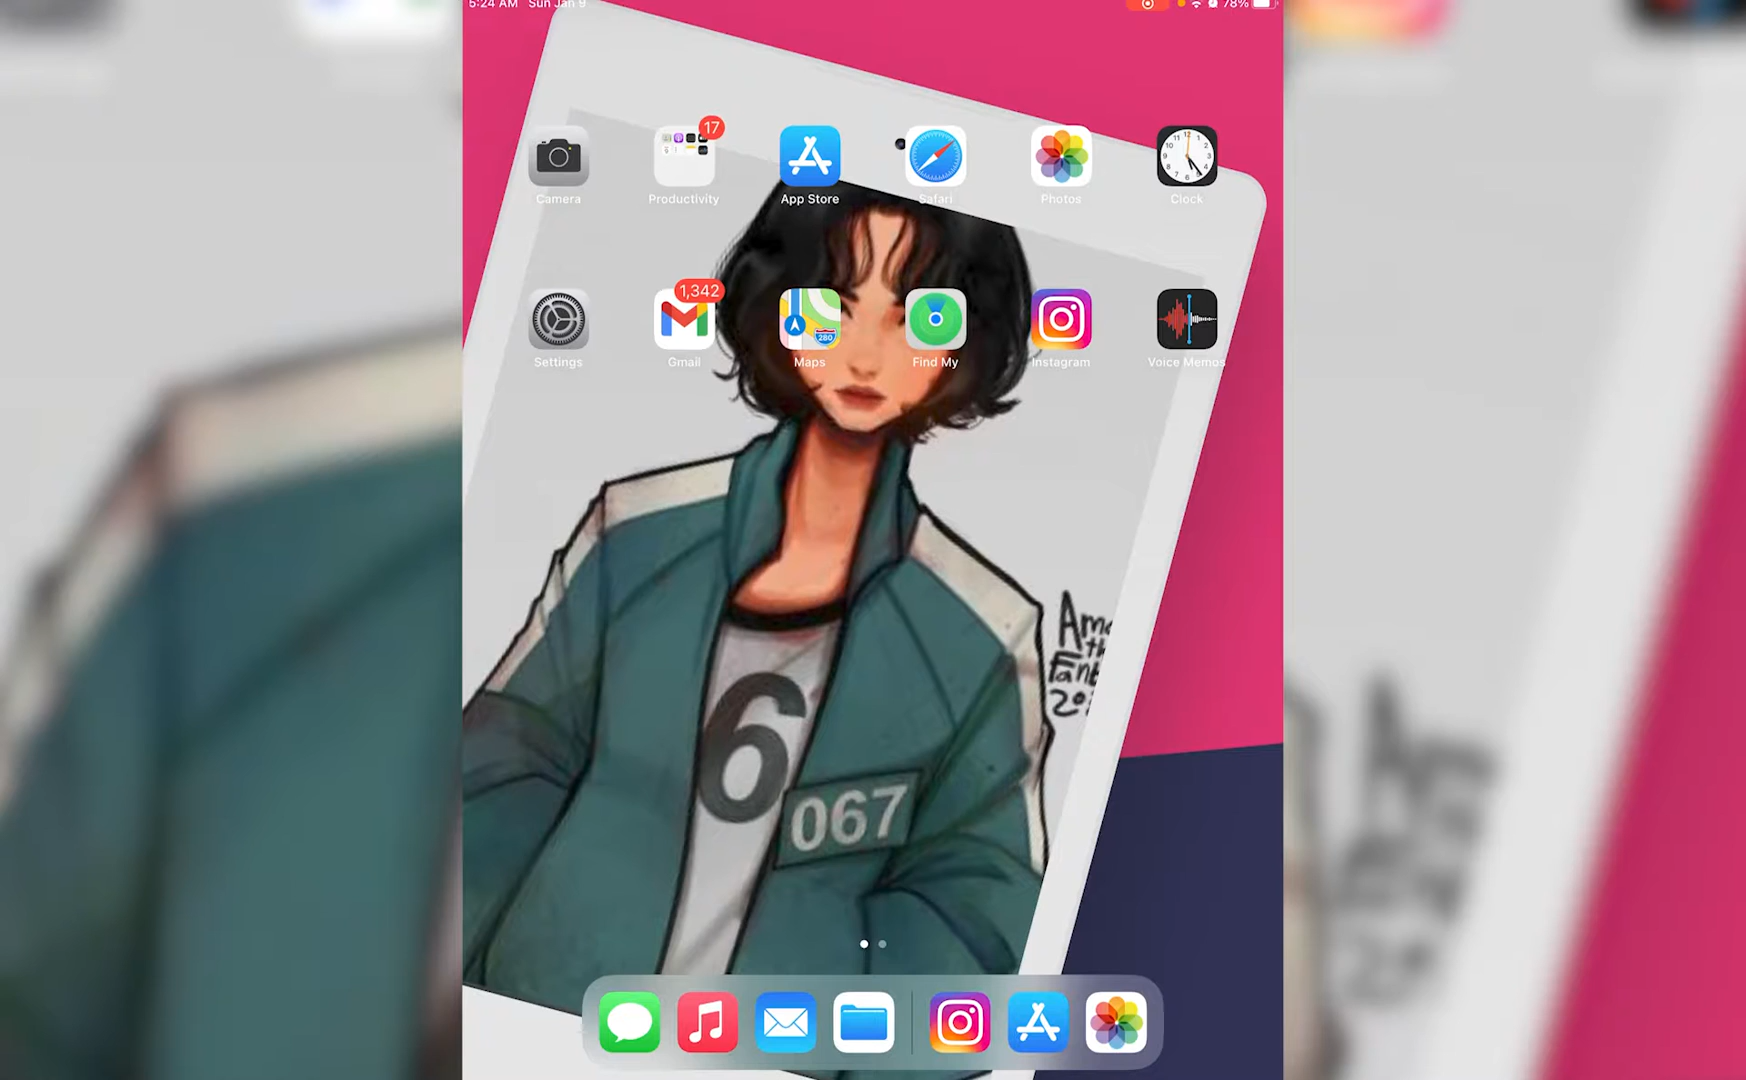 5:24 AM Sun Jan 9 78%
17
Camera Productivity App Store Safari Photos Clock
1,342
280
Settings Gmail Maps Find My Instagram Voice Memos
6
067